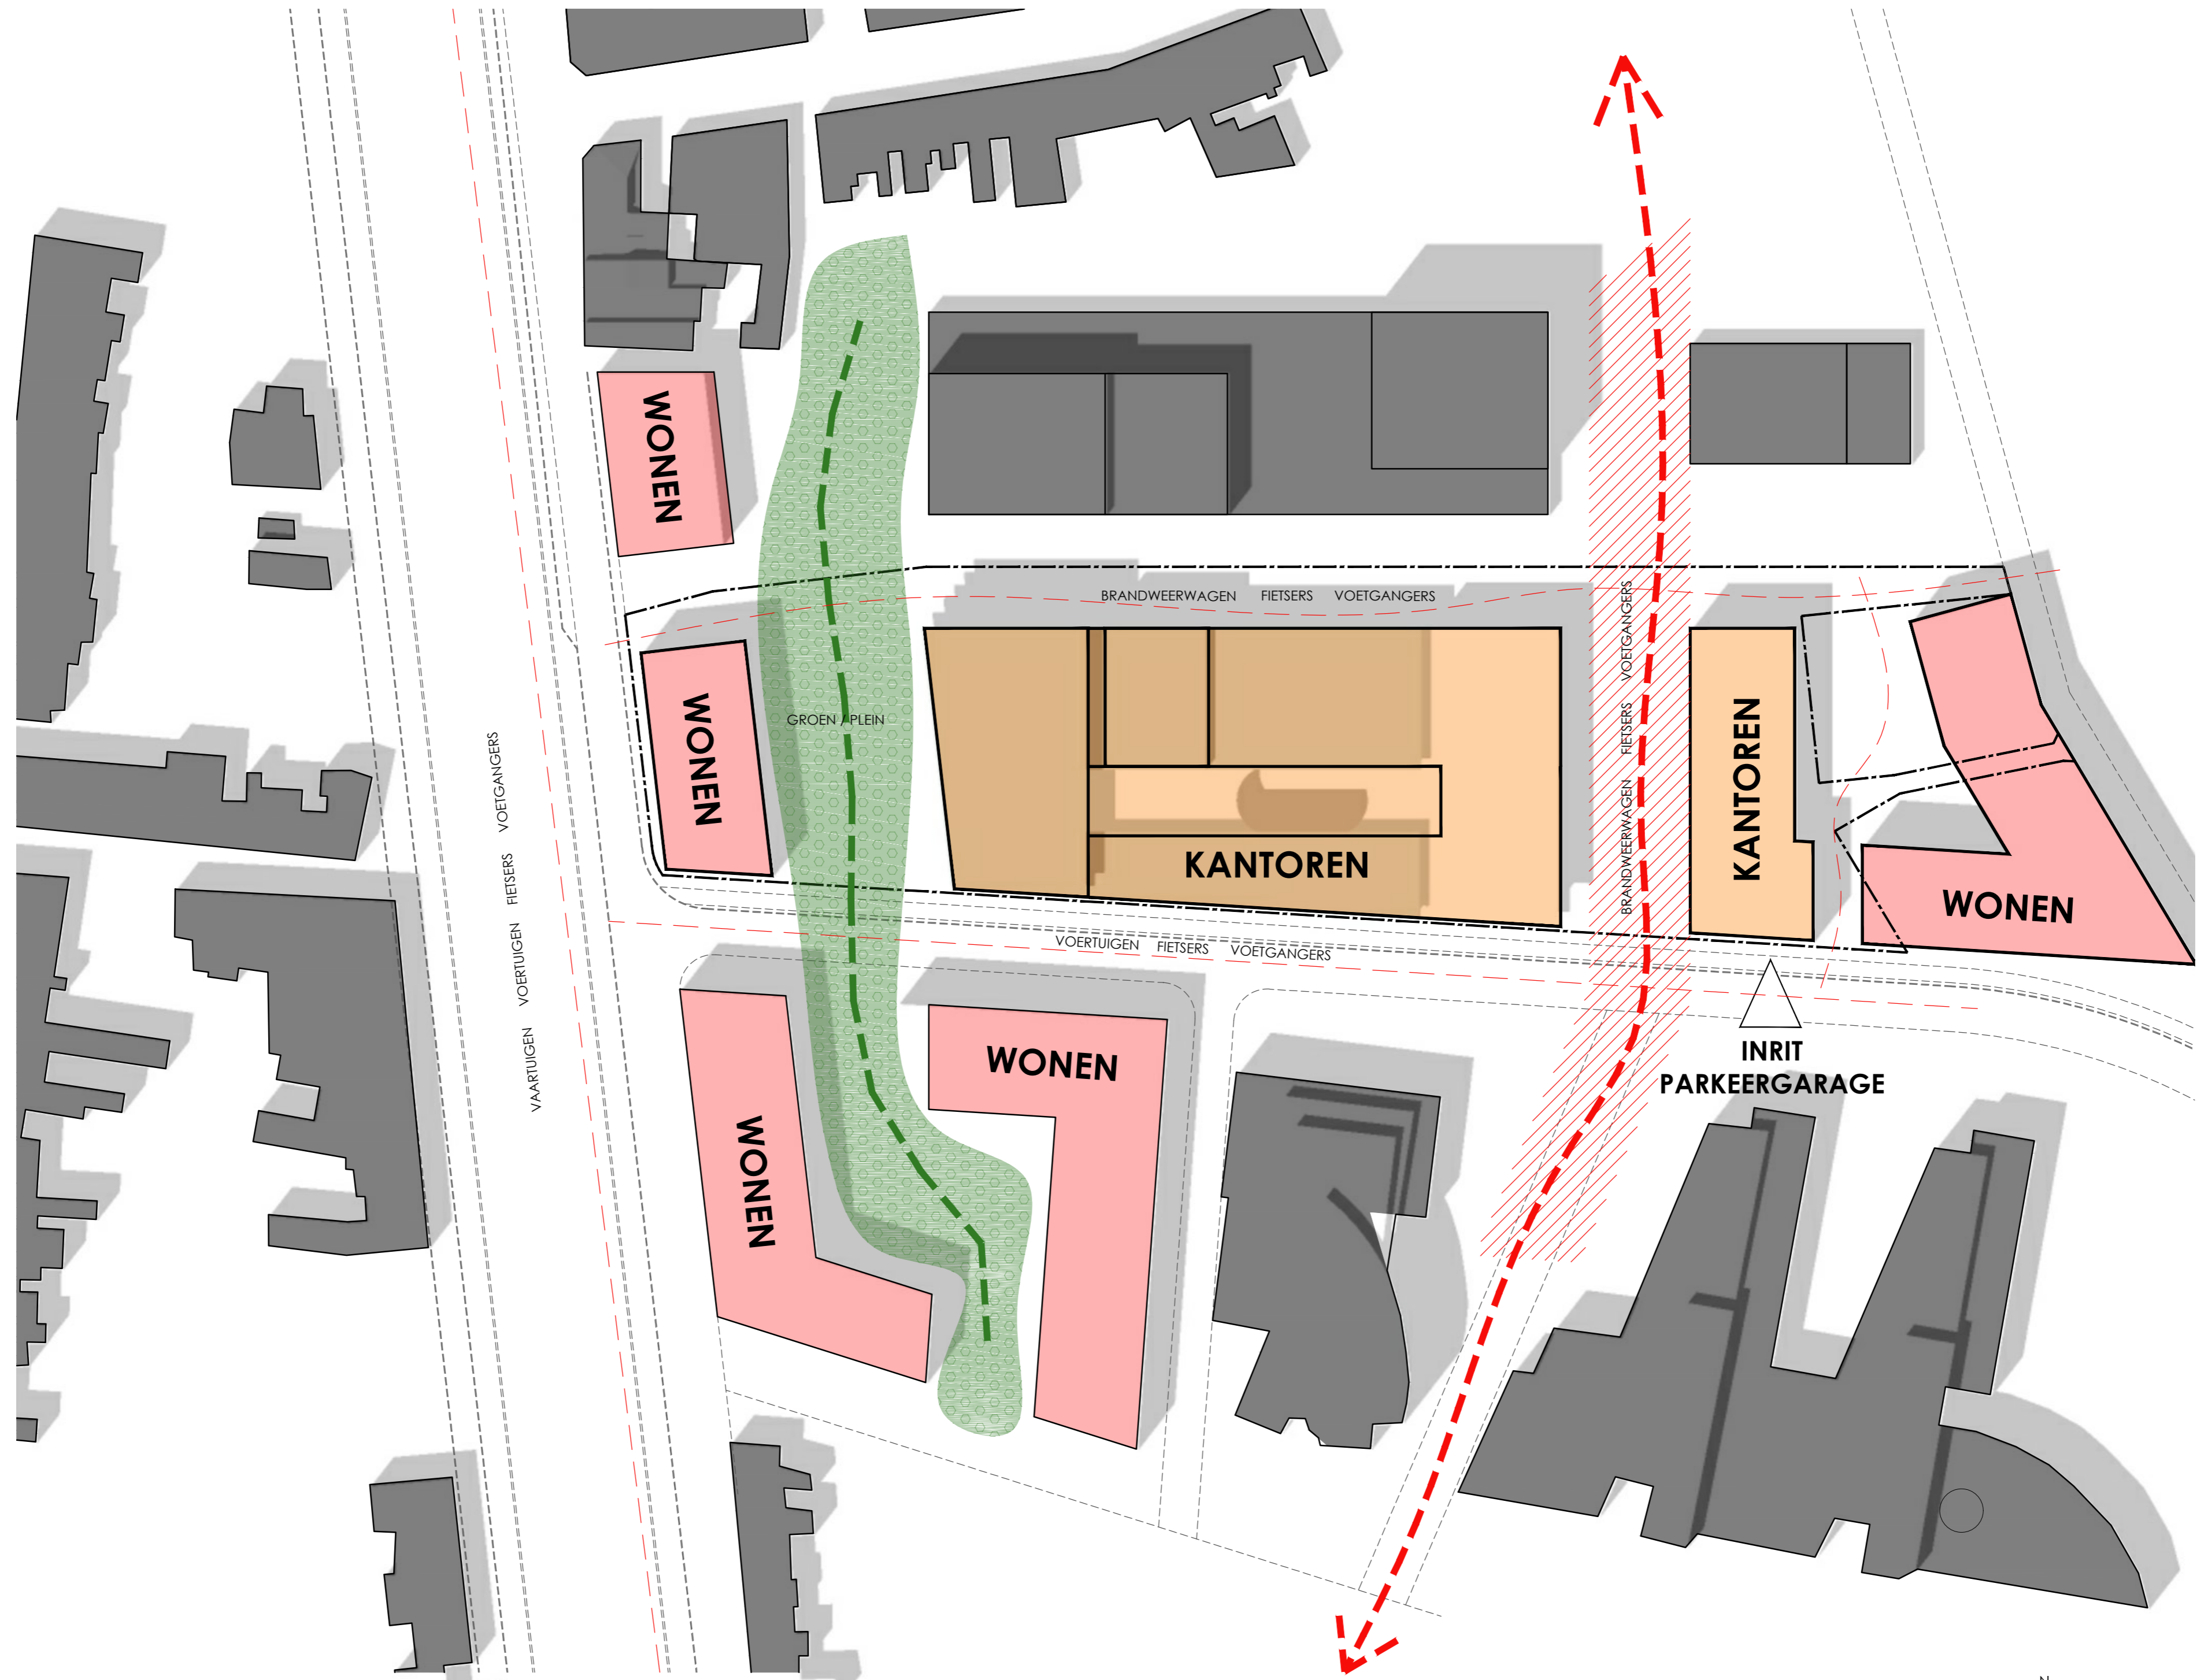 WONEN
BRANDWEERWAGEN FIETSERS VOETGANGERS
WONEN
GROEN / PLEIN
KANTOREN
BRANDWEERWAGEN FIETSERS VOETGANGERS
KANTOREN
WONEN
VAARTUIGEN VOERTUIGEN FIETSERS VOETGANGERS
VOERTUIGEN FIETSERS VOETGANGERS
WONEN
WONEN
INRIT
PARKEERGARAGE
N